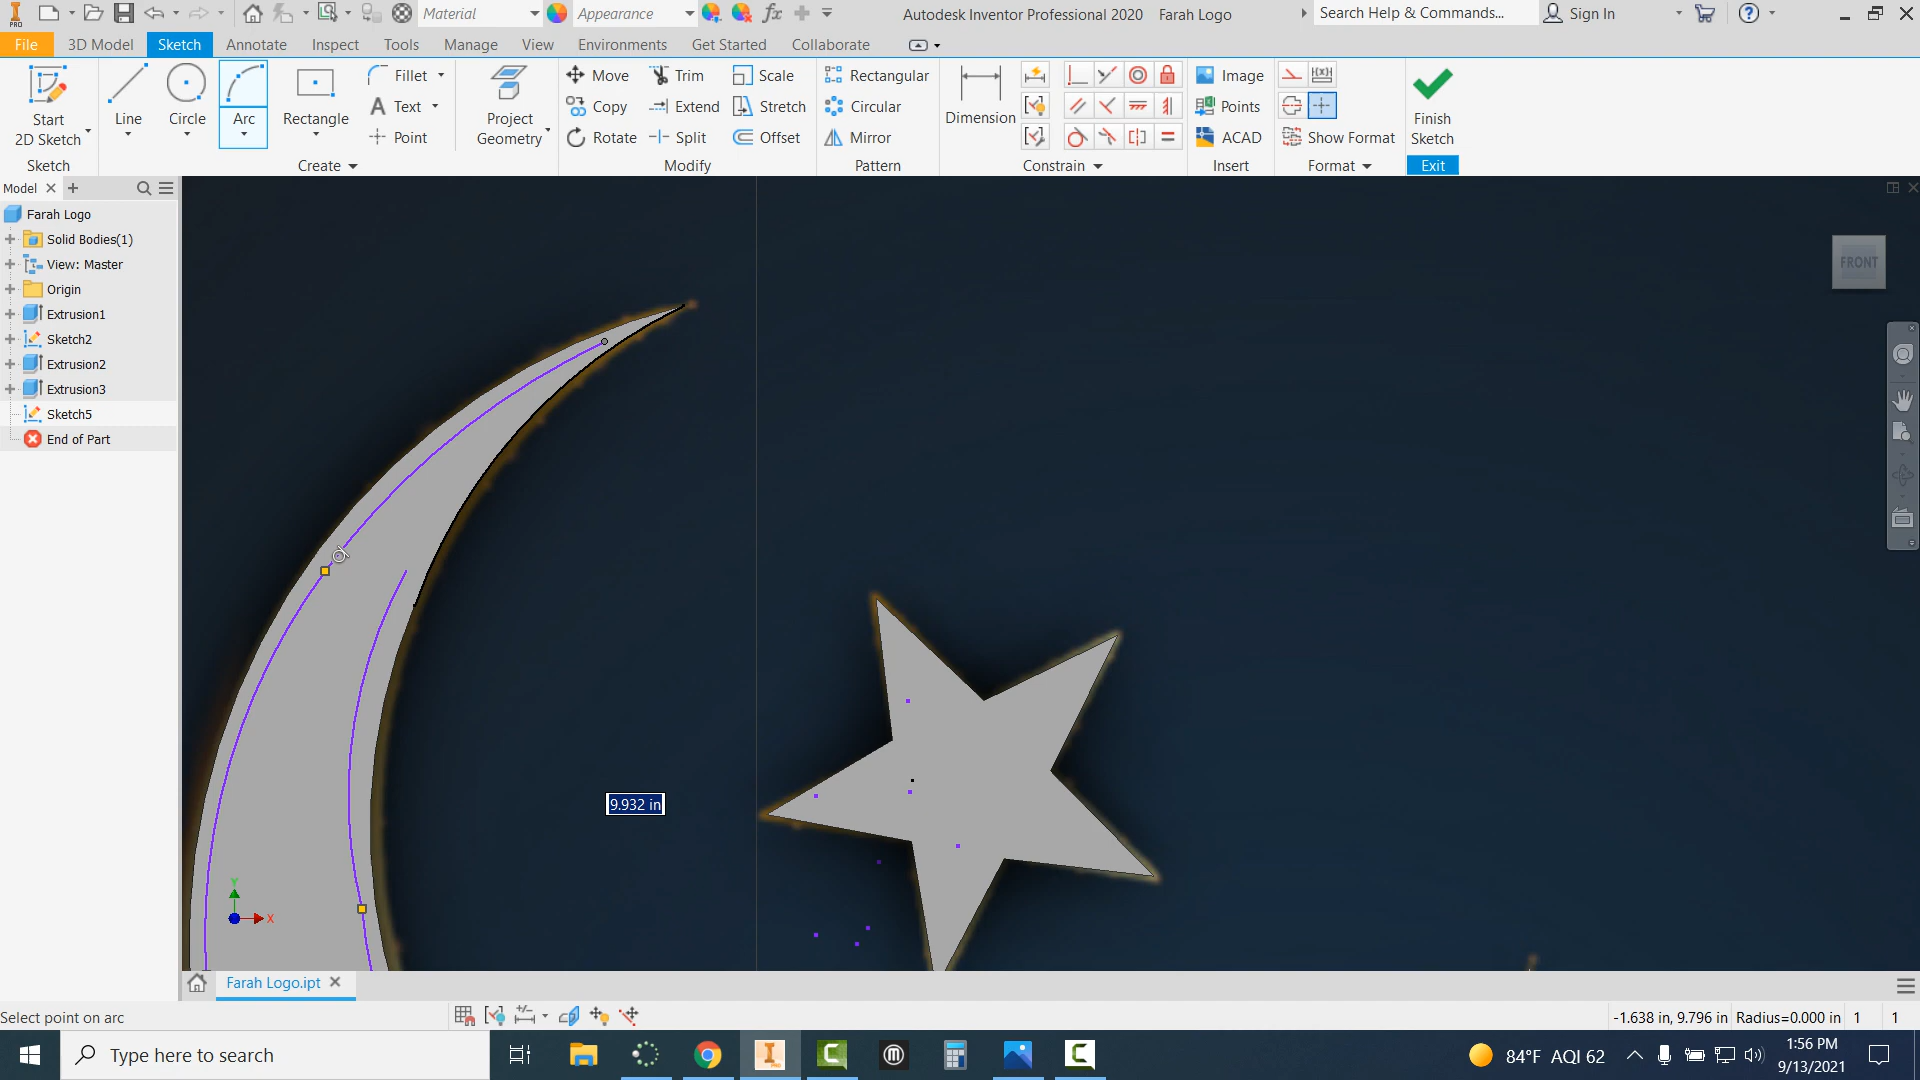 PRO
Material
Appearance
fx
Autodesk Inventor Professional 2020 Farah Logo
Search Help & Commands...
Sign In
File
3D Model
Sketch
Annotate
Inspect
Tools
Manage
View
Environments
Get Started
Collaborate
Start
2D Sketch
Line
Circle
Arc
Rectangle
Fillet
Text
Point
Project
Geometry
Move
Copy
Rotate
Trim
Extend
Split
Scale
Stretch
Offset
Rectangular
Circular
Mirror
Dimension
Image
Points
ACAD
Show Format
Finish
Sketch
Sketch
Create
Modify
Pattern
Constrain
Insert
Format
Exit
Model
Farah Logo
Solid Bodies(1)
View: Master
Origin
Extrusion1
Sketch2
Extrusion2
Extrusion3
Sketch5
End of Part
FRONT
9.932 in
Y
X
Farah Logo.ipt
Select point on arc
-1.638 in, 9.796 in Radius=0.000 in 1 1
Type here to search
84°F AQI 62
1:56 PM
9/13/2021